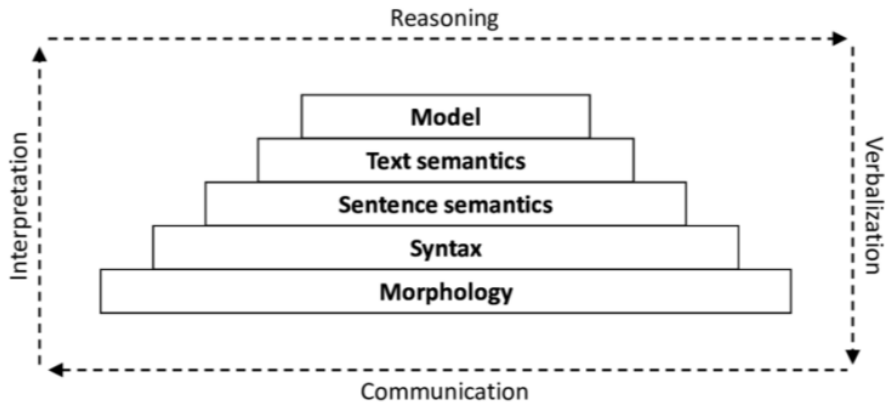 Reasoning
Interpretation
Model
Text semantics
Sentence semantics
Syntax
Morphology
Verbalization
Communication